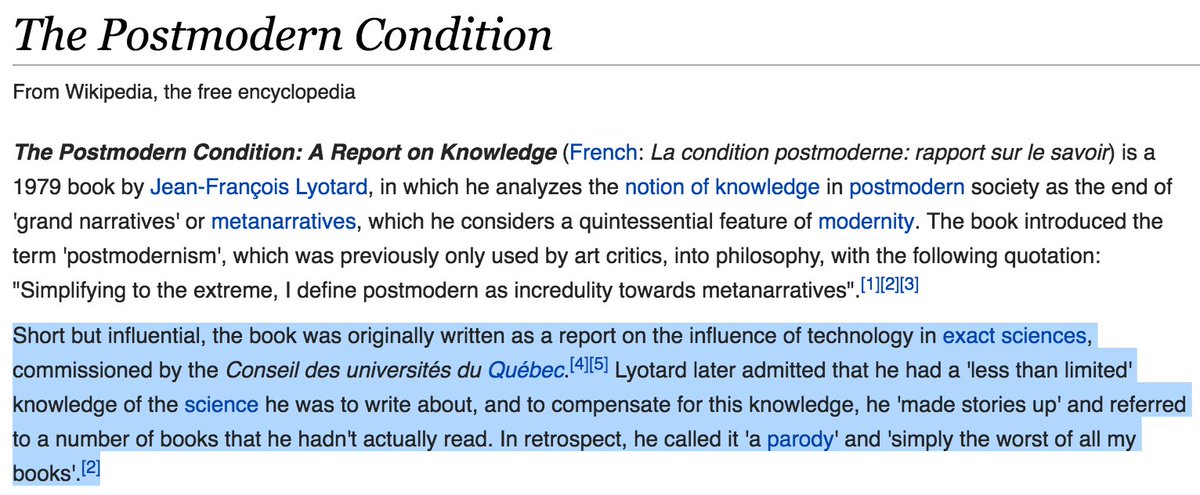 The Postmodern Condition
From Wikipedia, the free encyclopedia
The Postmodern Condition: A Report on Knowledge (French: La condition postmoderne: rapport sur le savoir) is a
1979 book by Jean-François Lyotard, in which he analyzes the notion of knowledge in postmodern society as the end of
'grand narratives' or metanarratives, which he considers a quintessential feature of modernity. The book introduced the
term 'postmodernism', which was previously only used by art critics, into philosophy, with the following quotation:
"Simplifying to the extreme, I define postmodern as incredulity towards metanarratives".[1][2][3]
Short but influential, the book was originally written as a report on the influence of technology in exact sciences,
commissioned by the Conseil des universités du Québec.[4][5] Lyotard later admitted that he had a 'less than limited'
knowledge of the science he was to write about, and to compensate for this knowledge, he 'made stories up' and referred
to a number of books that he hadn't actually read. In retrospect, he called it 'a parody' and 'simply the worst of all my
books'.[2]